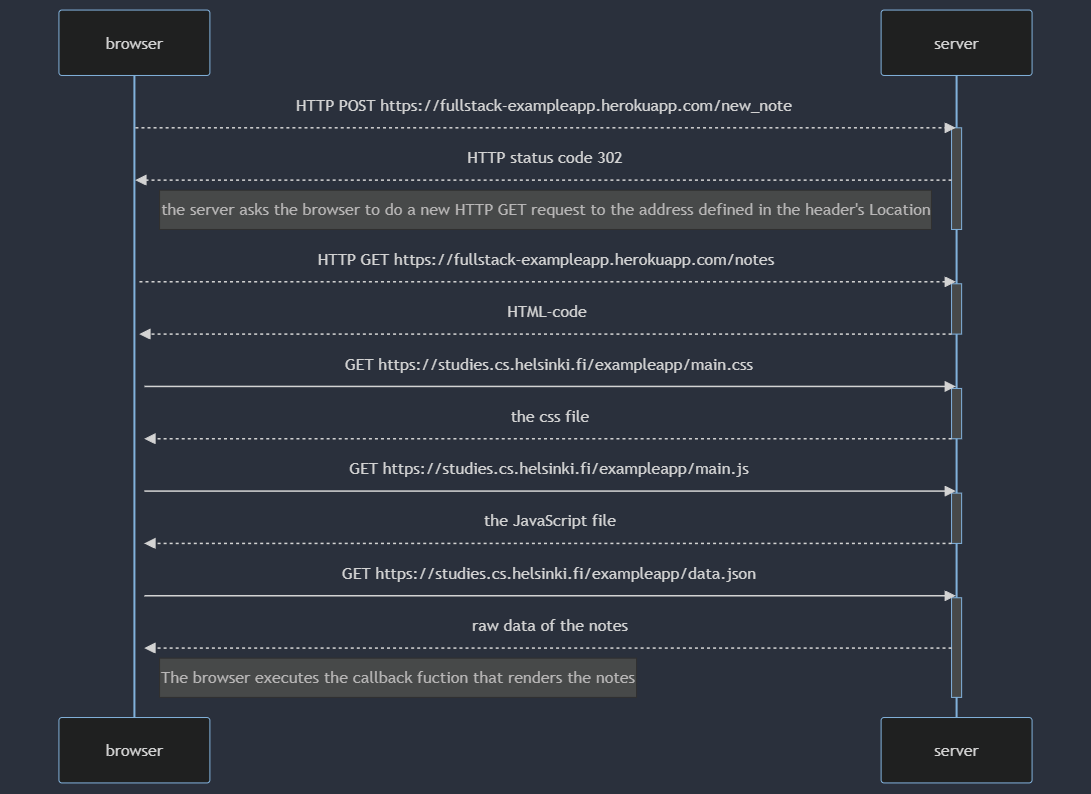 browser
server
HTTP POST https://fullstack-exampleapp.herokuapp.com/new_note
HTTP status code 302
the server asks the browser to do a new HTTP GET request to the address defined in the header's Location
HTTP GET https://fullstack-exampleapp.herokuapp.com/notes
HTML-code
GET https://studies.cs.helsinki.fi/exampleapp/main.css
the css file
GET https://studies.cs.helsinki.fi/exampleapp/main.js
the JavaScript file
GET https://studies.cs.helsinki.fi/exampleapp/data.json
raw data of the notes
The browser executes the callback fuction that renders the notes
browser
server